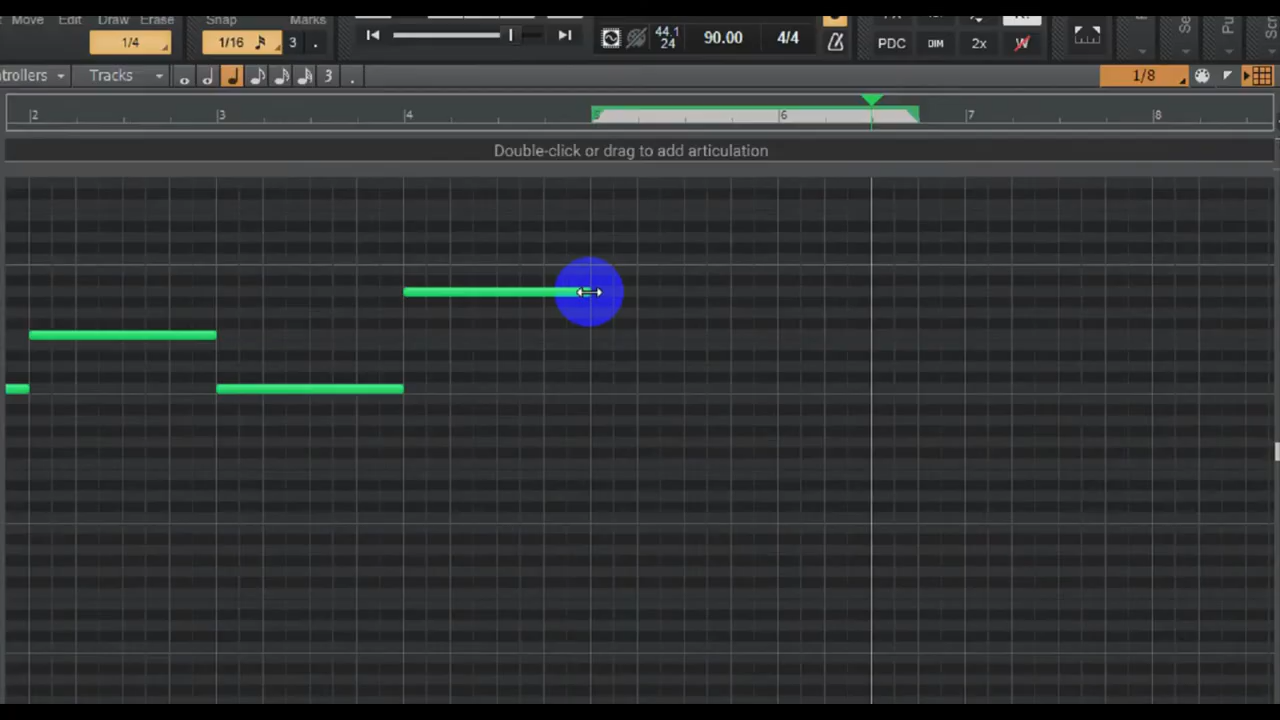 Move Edit Draw Erase Snap Marks
1/4 1/16 3 . 44.1 24 90.00 4/4 PDC DIM 2x W
trollers Tracks 3 . 1/8
2 3 4 5 6 7 8
Double-click or drag to add articulation